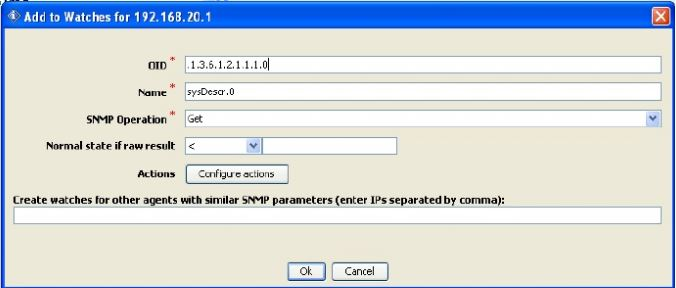 Add to Watches for 192.168.20.1
OID * .1.3.6.1.2.1.1.1.0
Name * sysDescr.0
SNMP Operation * Get
Normal state if raw result <
Actions Configure actions
Create watches for other agents with similar SNMP parameters (enter IPs separated by comma):
Ok Cancel